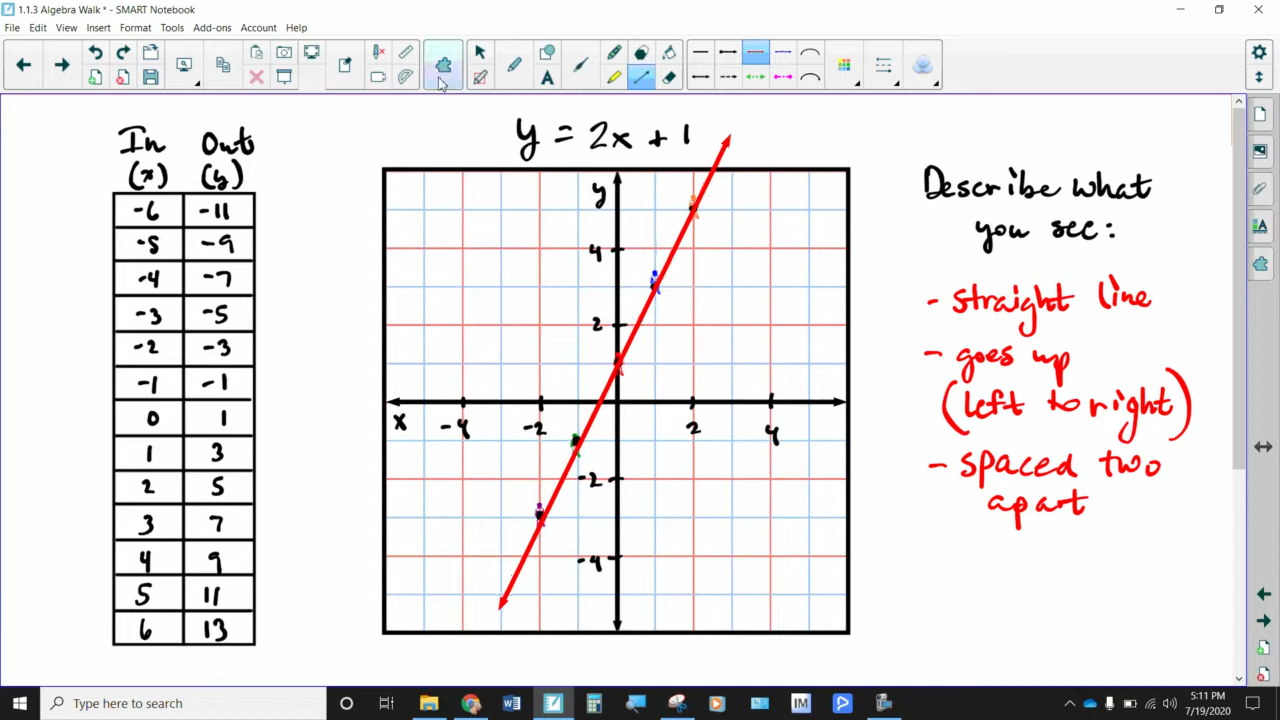 1.1.3 Algebra Walk * - SMART Notebook
File Edit View Insert Format Tools Add-ons Account Help
In Out
(x) (y)
-6 -11
-5 -9
-4 -7
-3 -5
-2 -3
-1 -1
0 1
1 3
2 5
3 7
4 9
5 11
6 13
y = 2x + 1
y
4
2
x -4 -2 2 4
-2
-4
Describe what
you see:
- straight line
- goes up
(left to right)
- spaced two
apart
Type here to search
IM
5:11 PM
7/19/2020